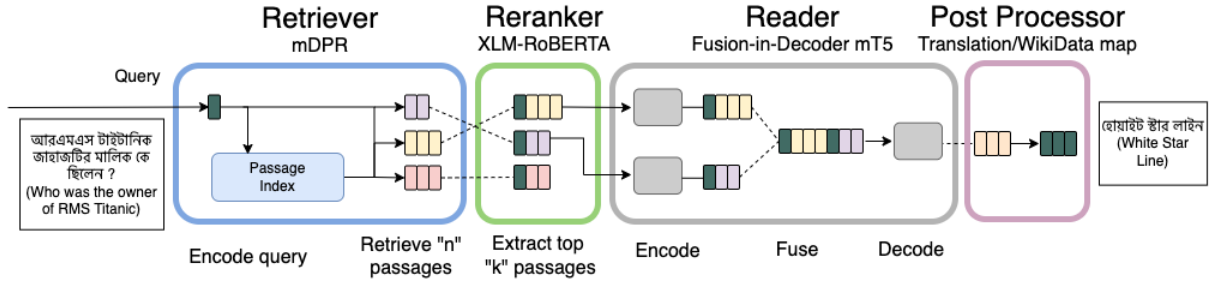 Retriever
mDPR
Reranker
XLM-RoBERTA
Reader
Fusion-in-Decoder mT5
Post Processor
Translation/WikiData map
Query
আরএমএস টাইটানিক
জাহাজটির মালিক কে
ছিলেন ?
(Who was the owner
of RMS Titanic)
Passage
Index
হোয়াইট স্টার লাইন
(White Star
Line)
Encode query
Retrieve "n"
passages
Extract top
"k" passages
Encode
Fuse
Decode